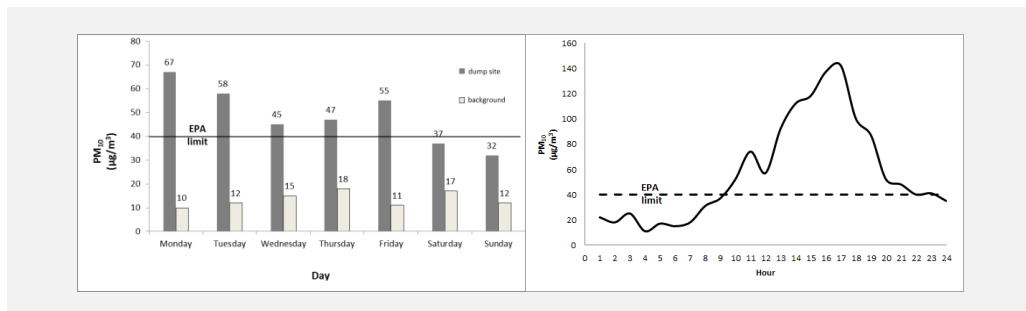 80
70
60
50
40
30
20
10
0
PM10
(µg/m³)
67
58
45
47
55
37
32
10
12
15
18
11
17
12
EPA
limit
dump site
background
Monday Tuesday Wednesday Thursday Friday Saturday Sunday
Day
160
140
120
100
80
60
40
20
0
PM10
(µg/m³)
EPA
limit
0 1 2 3 4 5 6 7 8 9 10 11 12 13 14 15 16 17 18 19 20 21 22 23 24
Hour